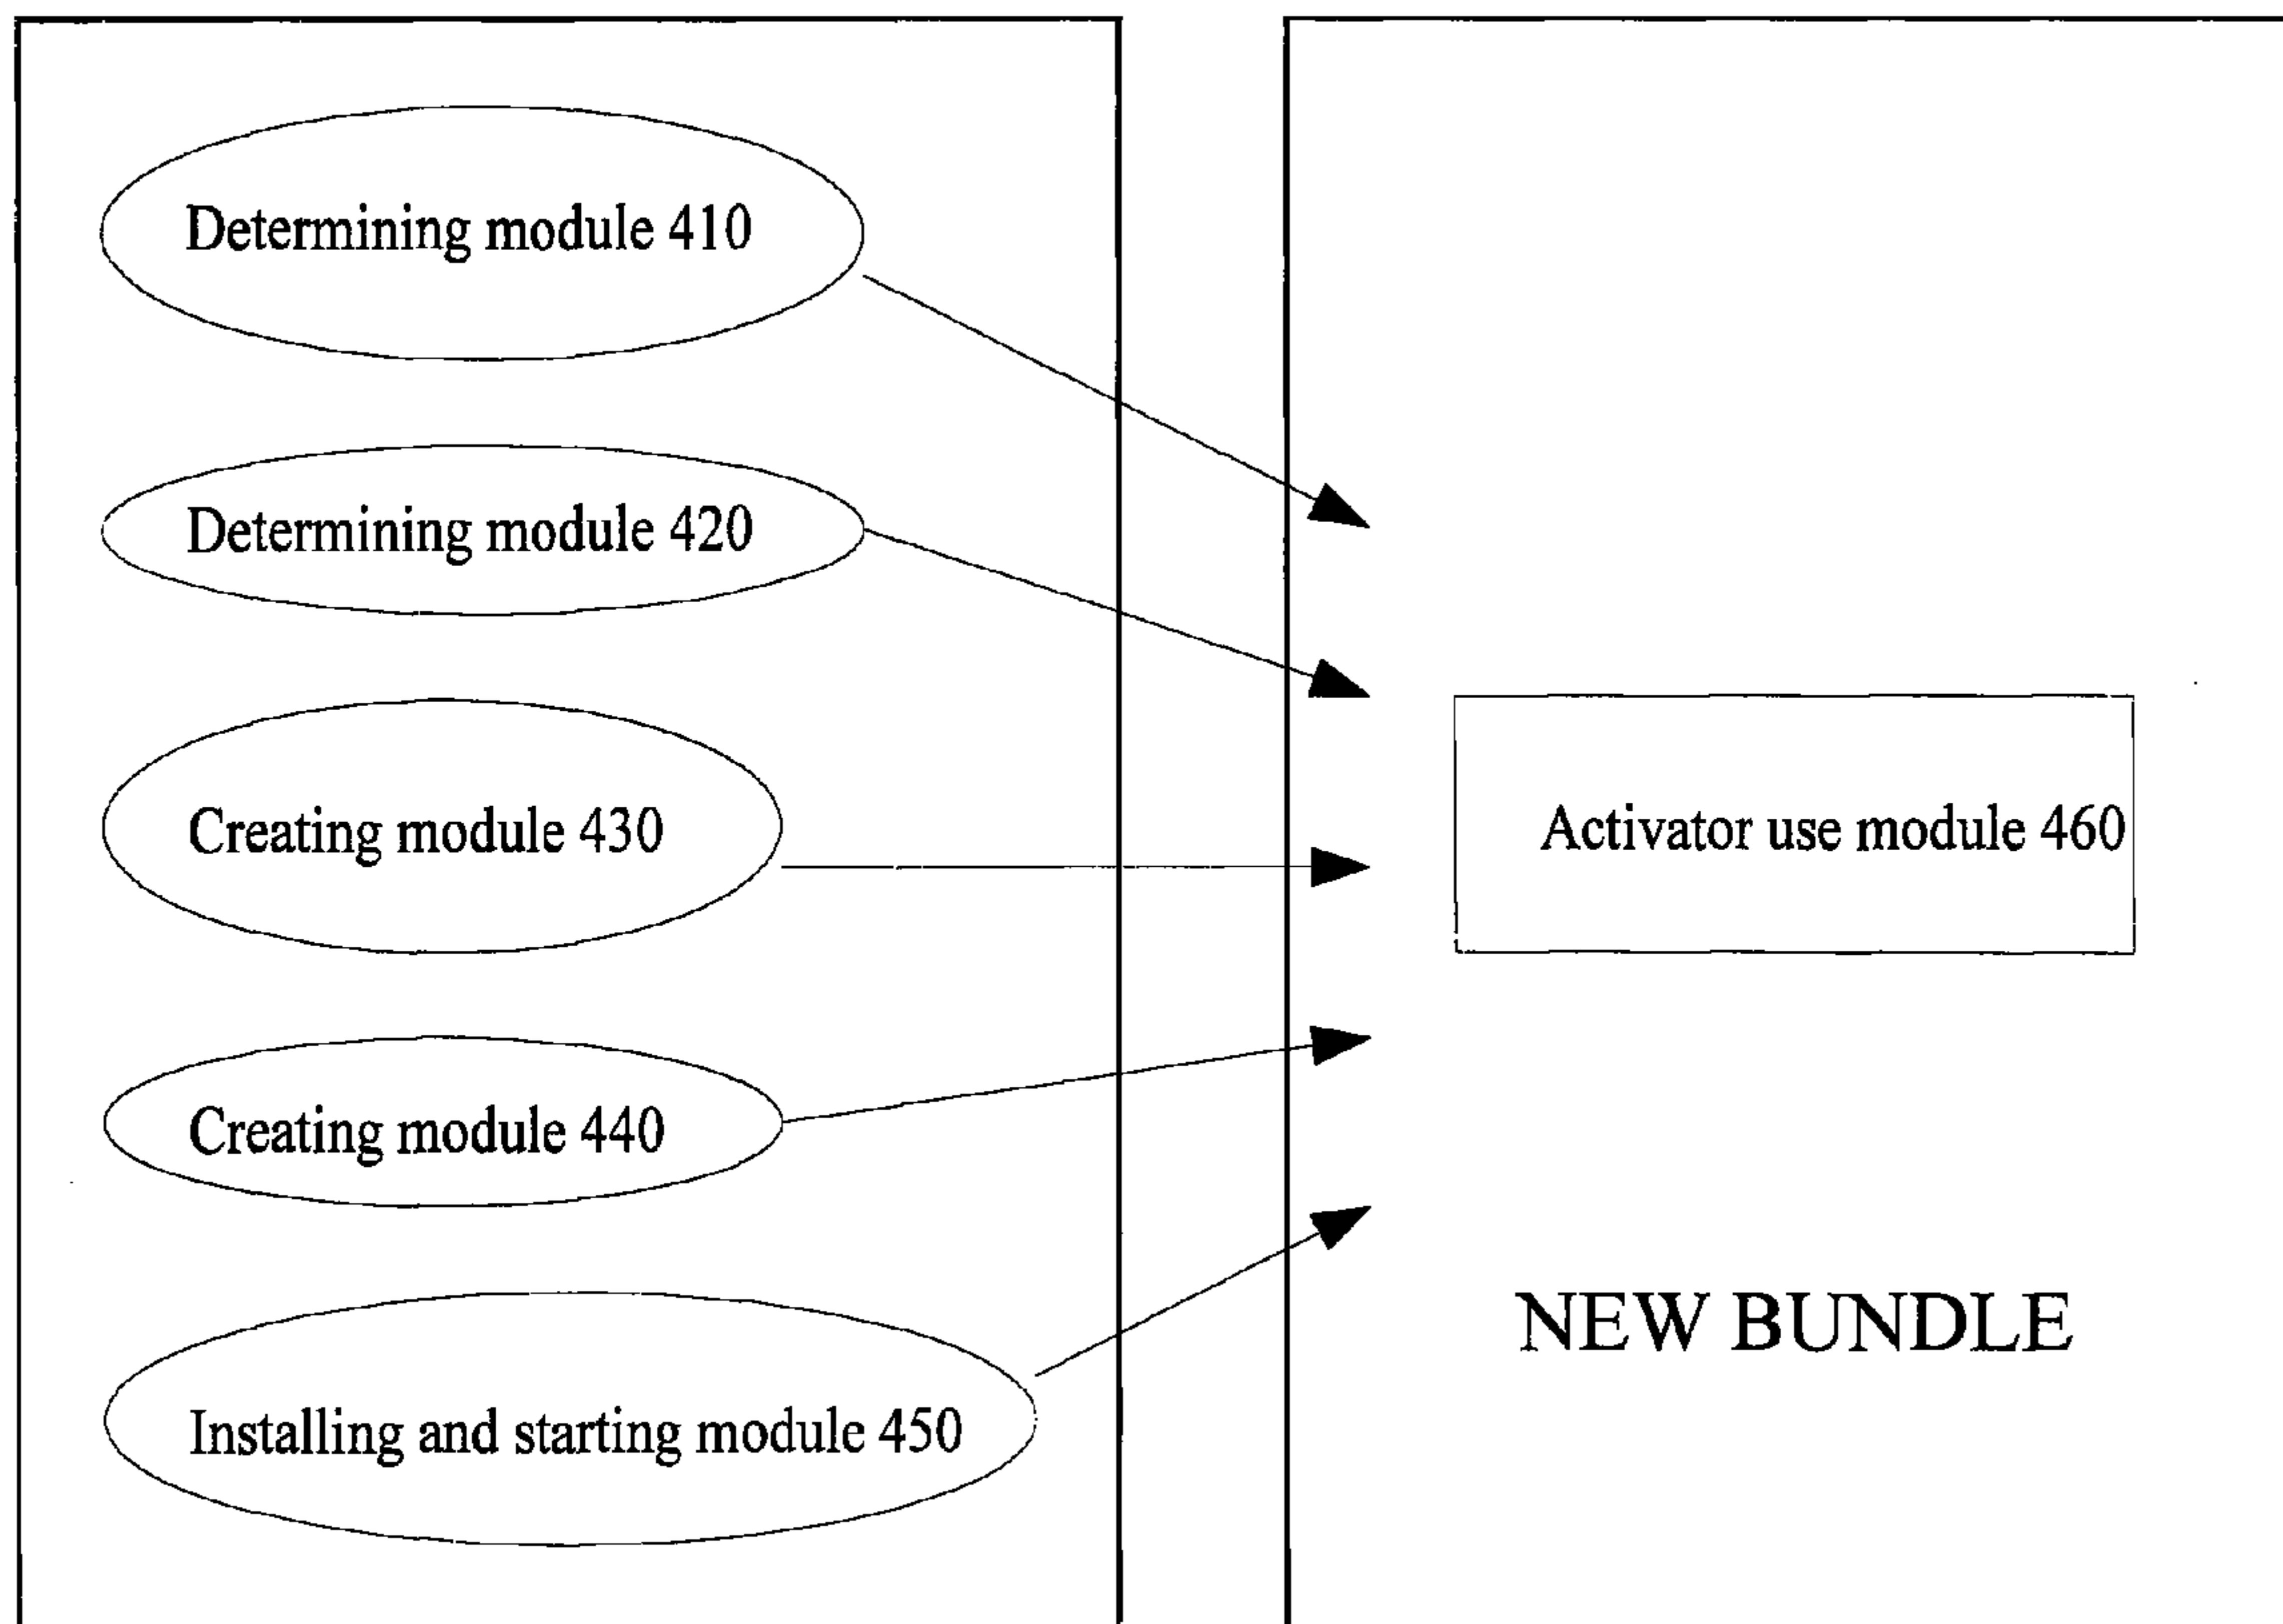 Determining module 410
Determining module 420
Creating module 430
Creating module 440
Installing and starting module 450
Activator use module 460
NEW BUNDLE